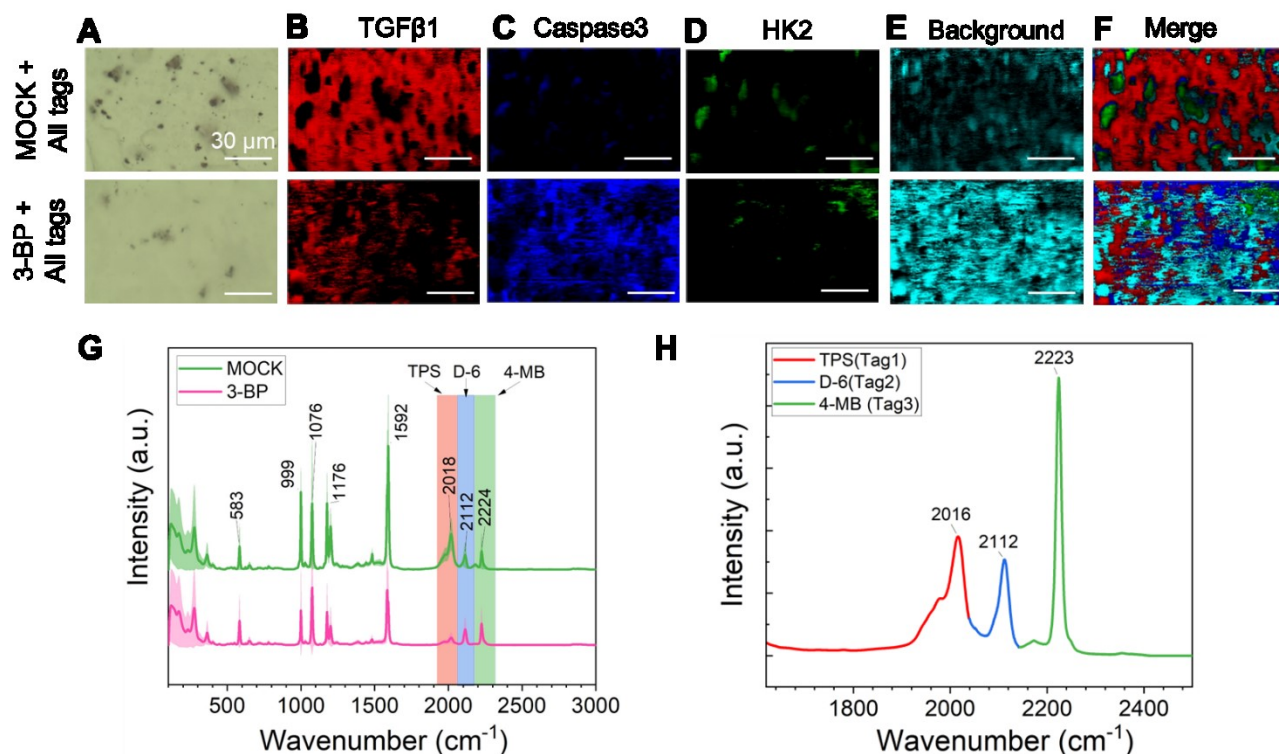 A
B TGFβ1
C Caspase3
D HK2
E Background
F Merge
MOCK +
All tags
30 μm
3-BP +
All tags
G
MOCK
3-BP
TPS D-6 4-MB
583
999
1076
1176
1592
2018
2112
2224
Intensity (a.u.)
500 1000 1500 2000 2500 3000
Wavenumber (cm⁻¹)
H
TPS(Tag1)
D-6(Tag2)
4-MB (Tag3)
2016
2112
2223
Intensity (a.u.)
1800 2000 2200 2400
Wavenumber (cm⁻¹)